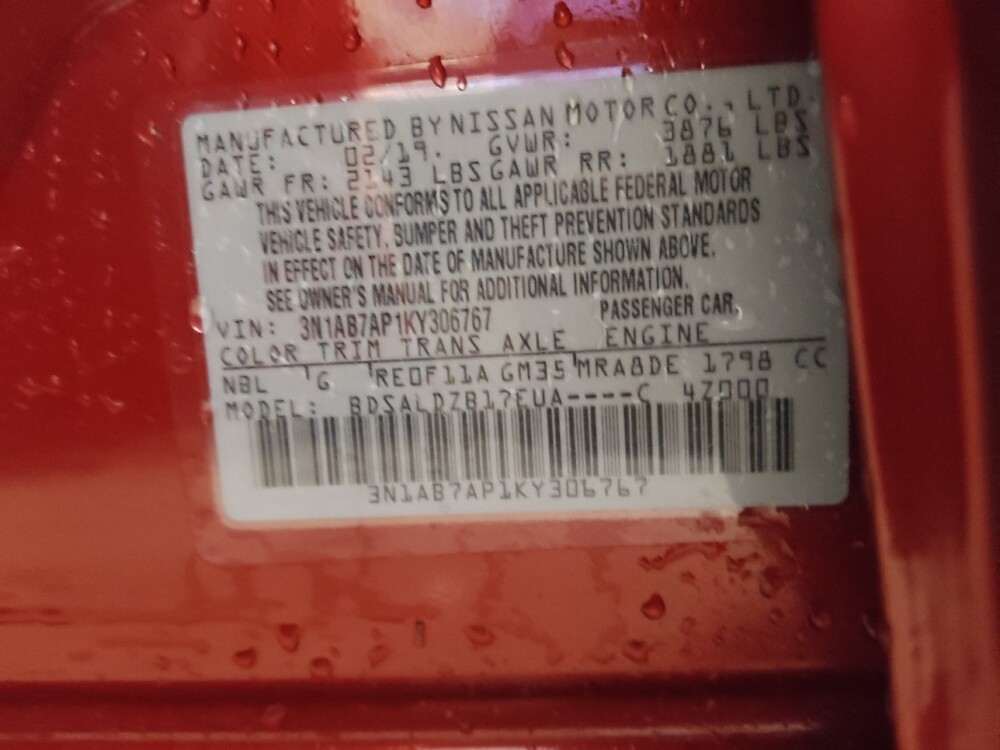 MANUFACTURED BY NISSAN MOTOR CO., LTD.
DATE: 02/19. GVWR: 3876 LBS
GAWR FR: 2143 LBS GAWR RR: 1881 LBS
THIS VEHICLE CONFORMS TO ALL APPLICABLE FEDERAL MOTOR
VEHICLE SAFETY, BUMPER AND THEFT PREVENTION STANDARDS
IN EFFECT ON THE DATE OF MANUFACTURE SHOWN ABOVE.
SEE OWNER'S MANUAL FOR ADDITIONAL INFORMATION.
VIN: 3N1AB7AP1KY306767 PASSENGER CAR.
COLOR TRIM TRANS AXLE ENGINE
NBL G RE0F11A GM35 MRA8DE 1798 CC
MODEL: BDSALDZB17EUA----C
3N1AB7AP1KY306767